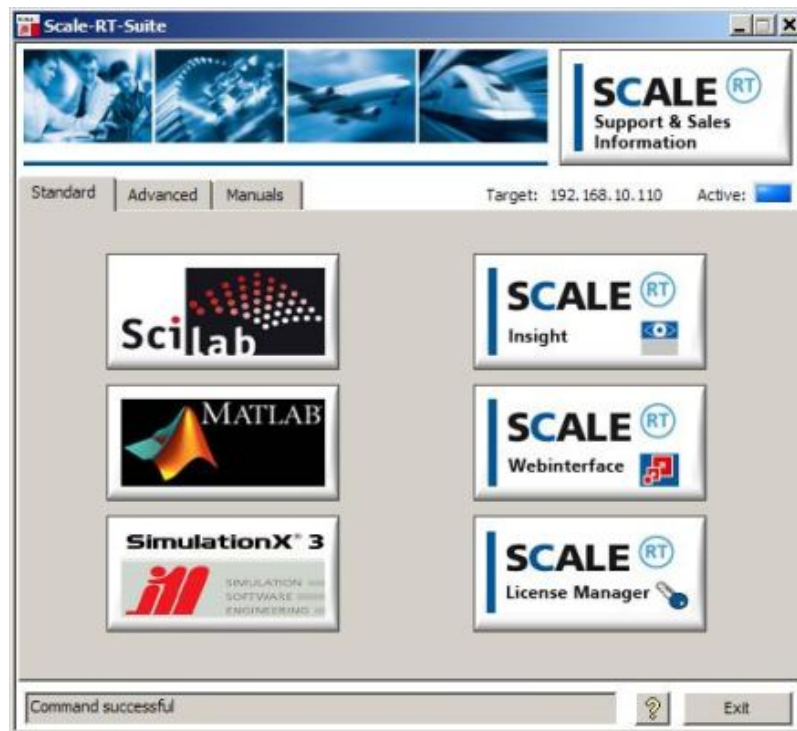 Scale-RT-Suite
SCALE RT
Support & Sales
Information
Standard
Advanced
Manuals
Target: 192.168.10.110
Active:
Scilab
SCALE RT
Insight
MATLAB
SCALE RT
Webinterface
SimulationX® 3
SIMULATION
SOFTWARE
ENGINEERING
SCALE RT
License Manager
Command successful
?
Exit